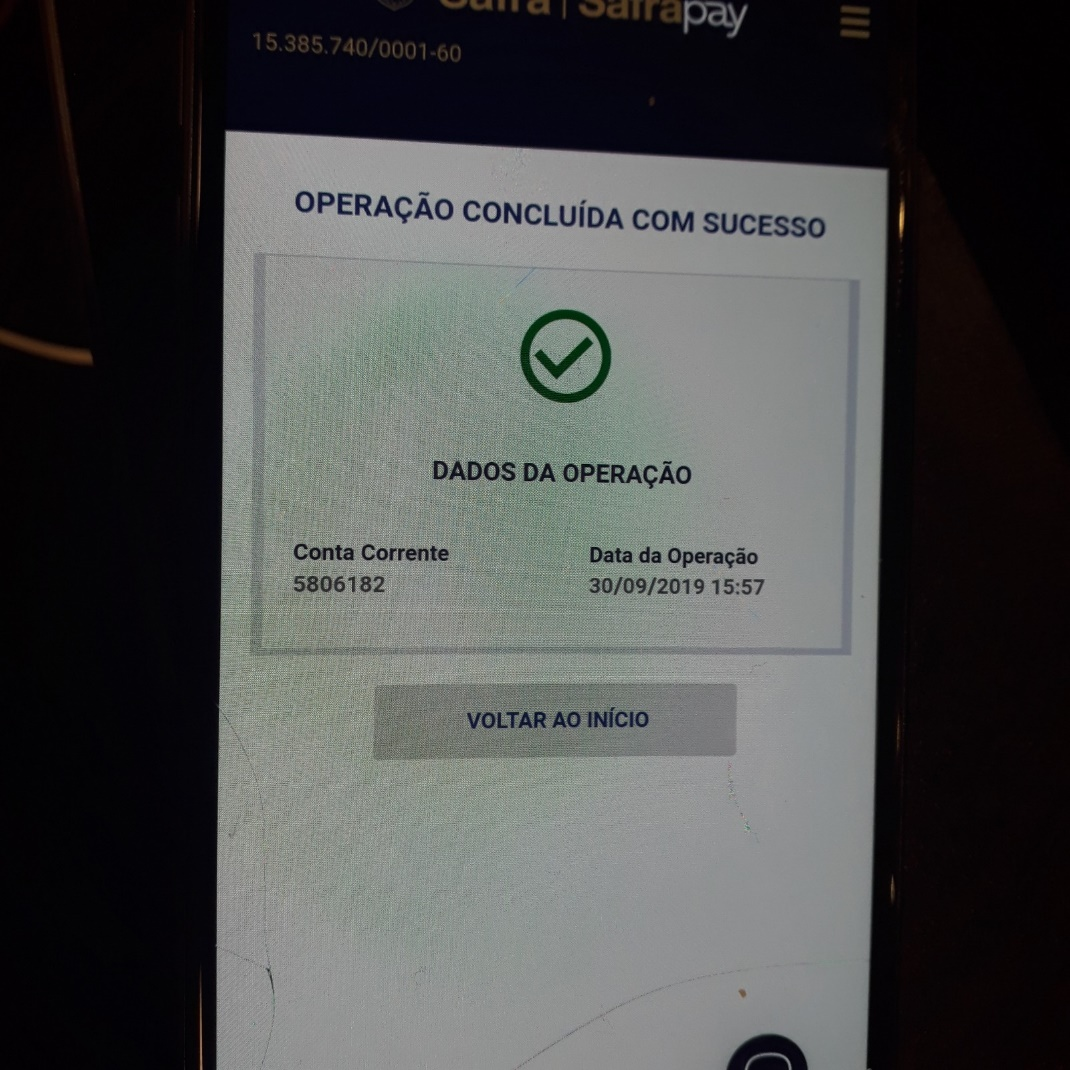 Safra | Safrapay
15.385.740/0001-60
OPERAÇÃO CONCLUÍDA COM SUCESSO
DADOS DA OPERAÇÃO
Conta Corrente
5806182
Data da Operação
30/09/2019 15:57
VOLTAR AO INÍCIO